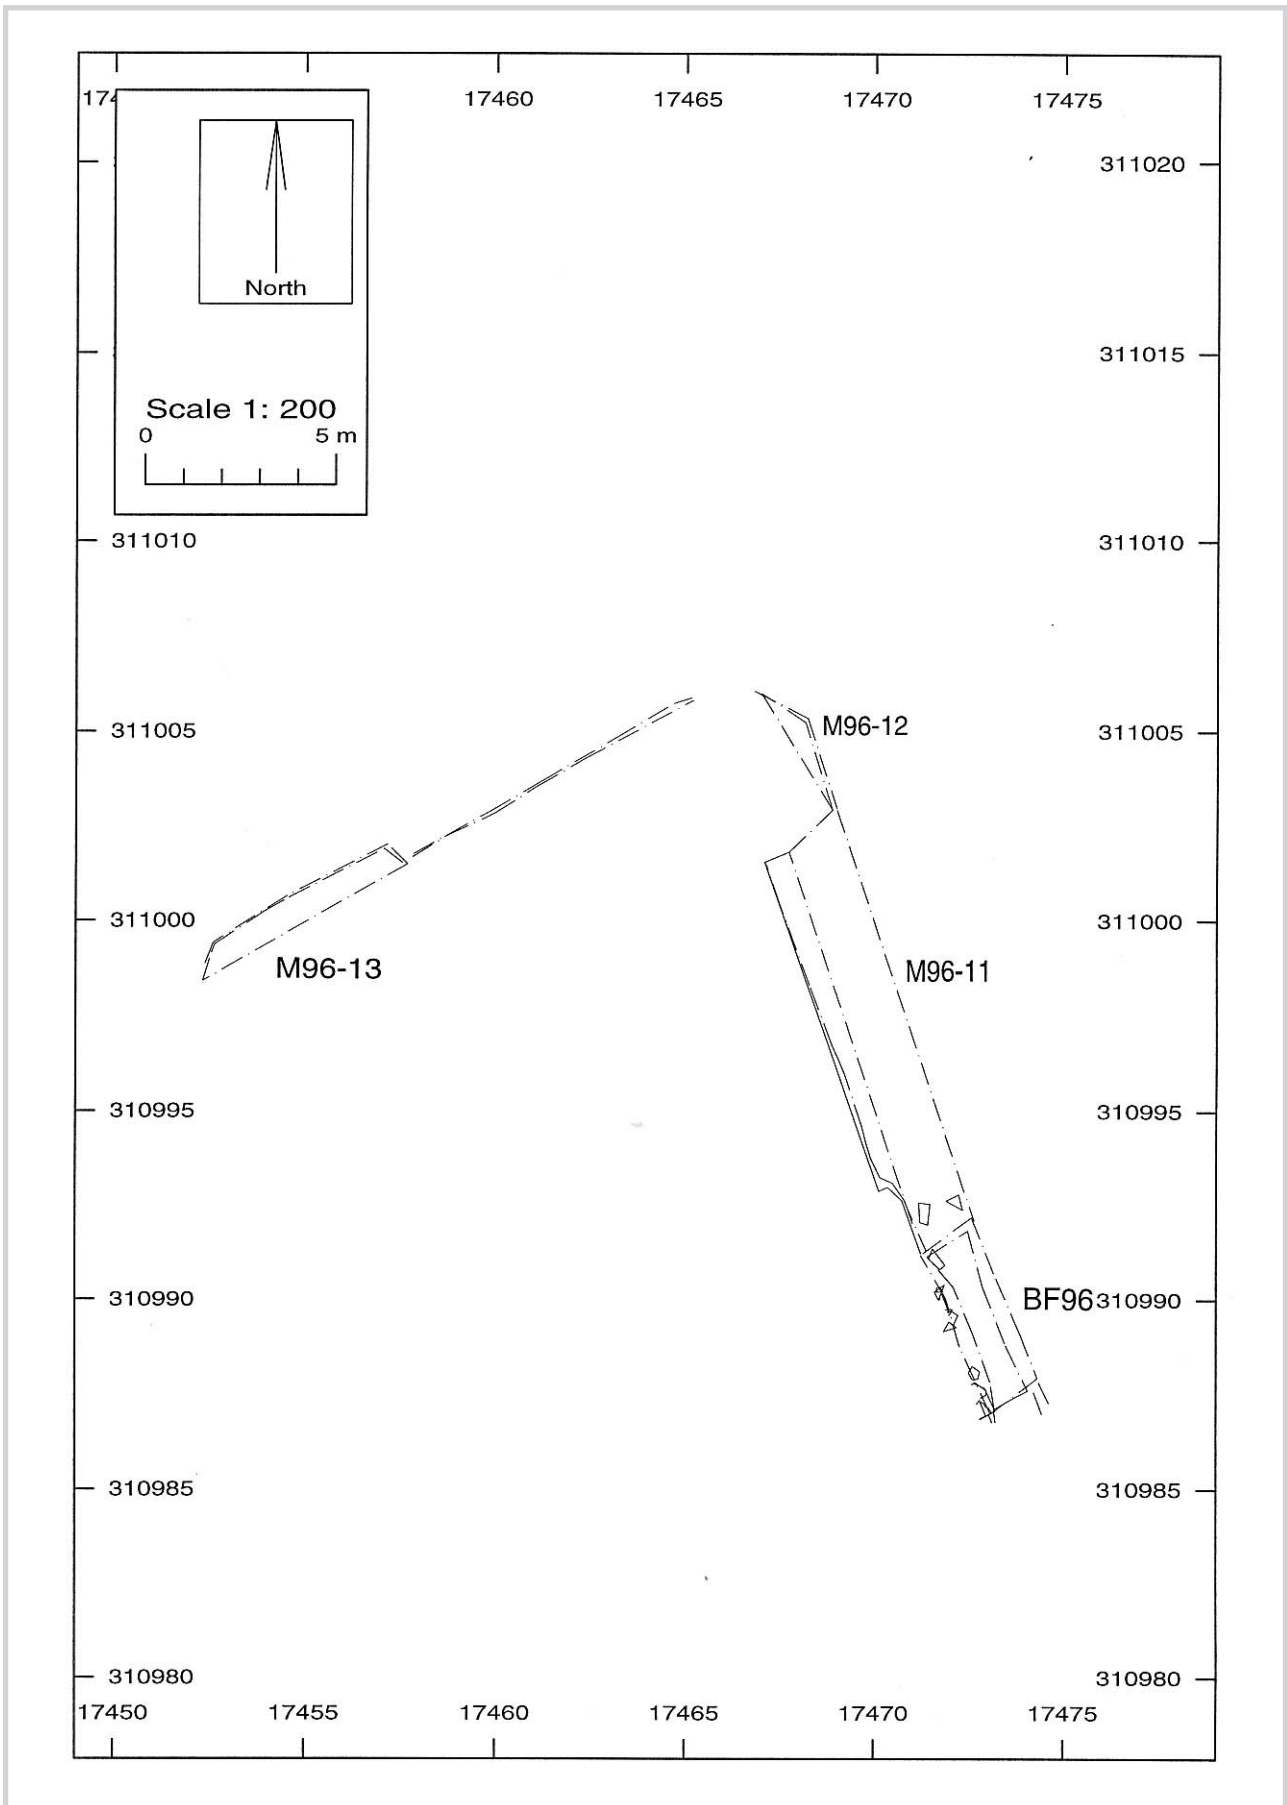 17460 17465 17470 17475
311020
North
311015
Scale 1: 200
0 5 m
311010 311010
311005 M96-12 311005
311000 311000
M96-13 M96-11
310995 310995
310990 BF96 310990
310985 310985
310980 310980
17450 17455 17460 17465 17470 17475